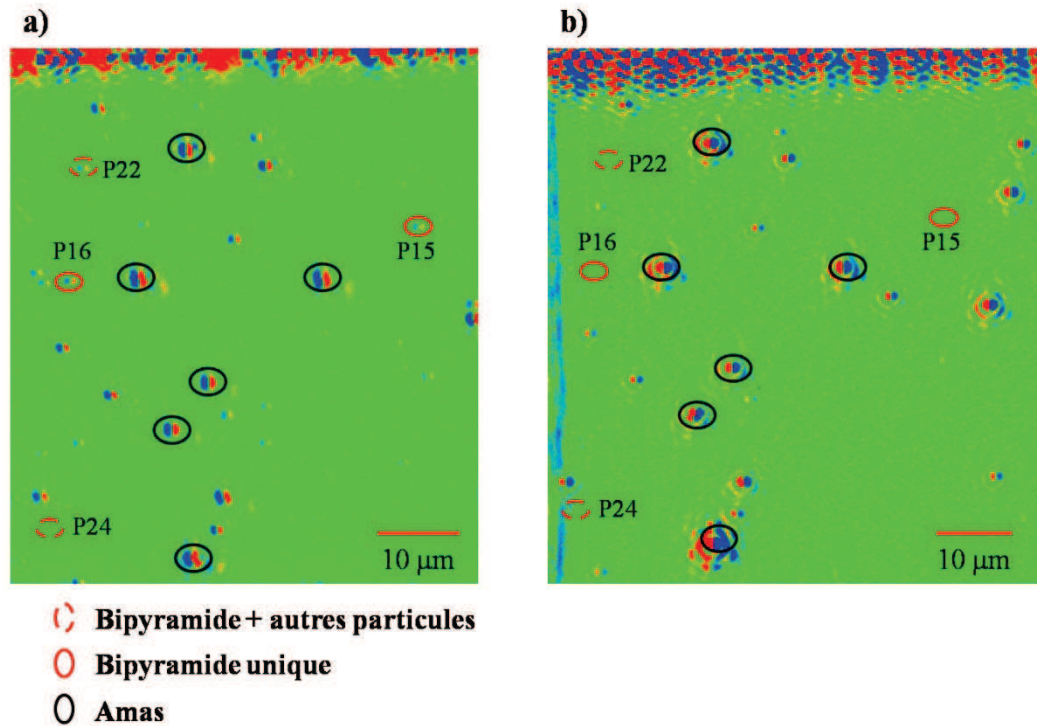 a)
P22
P16
P15
P24
10 μm
b)
P22
P16
P15
P24
10 μm
Bipyramide + autres particules
Bipyramide unique
Amas